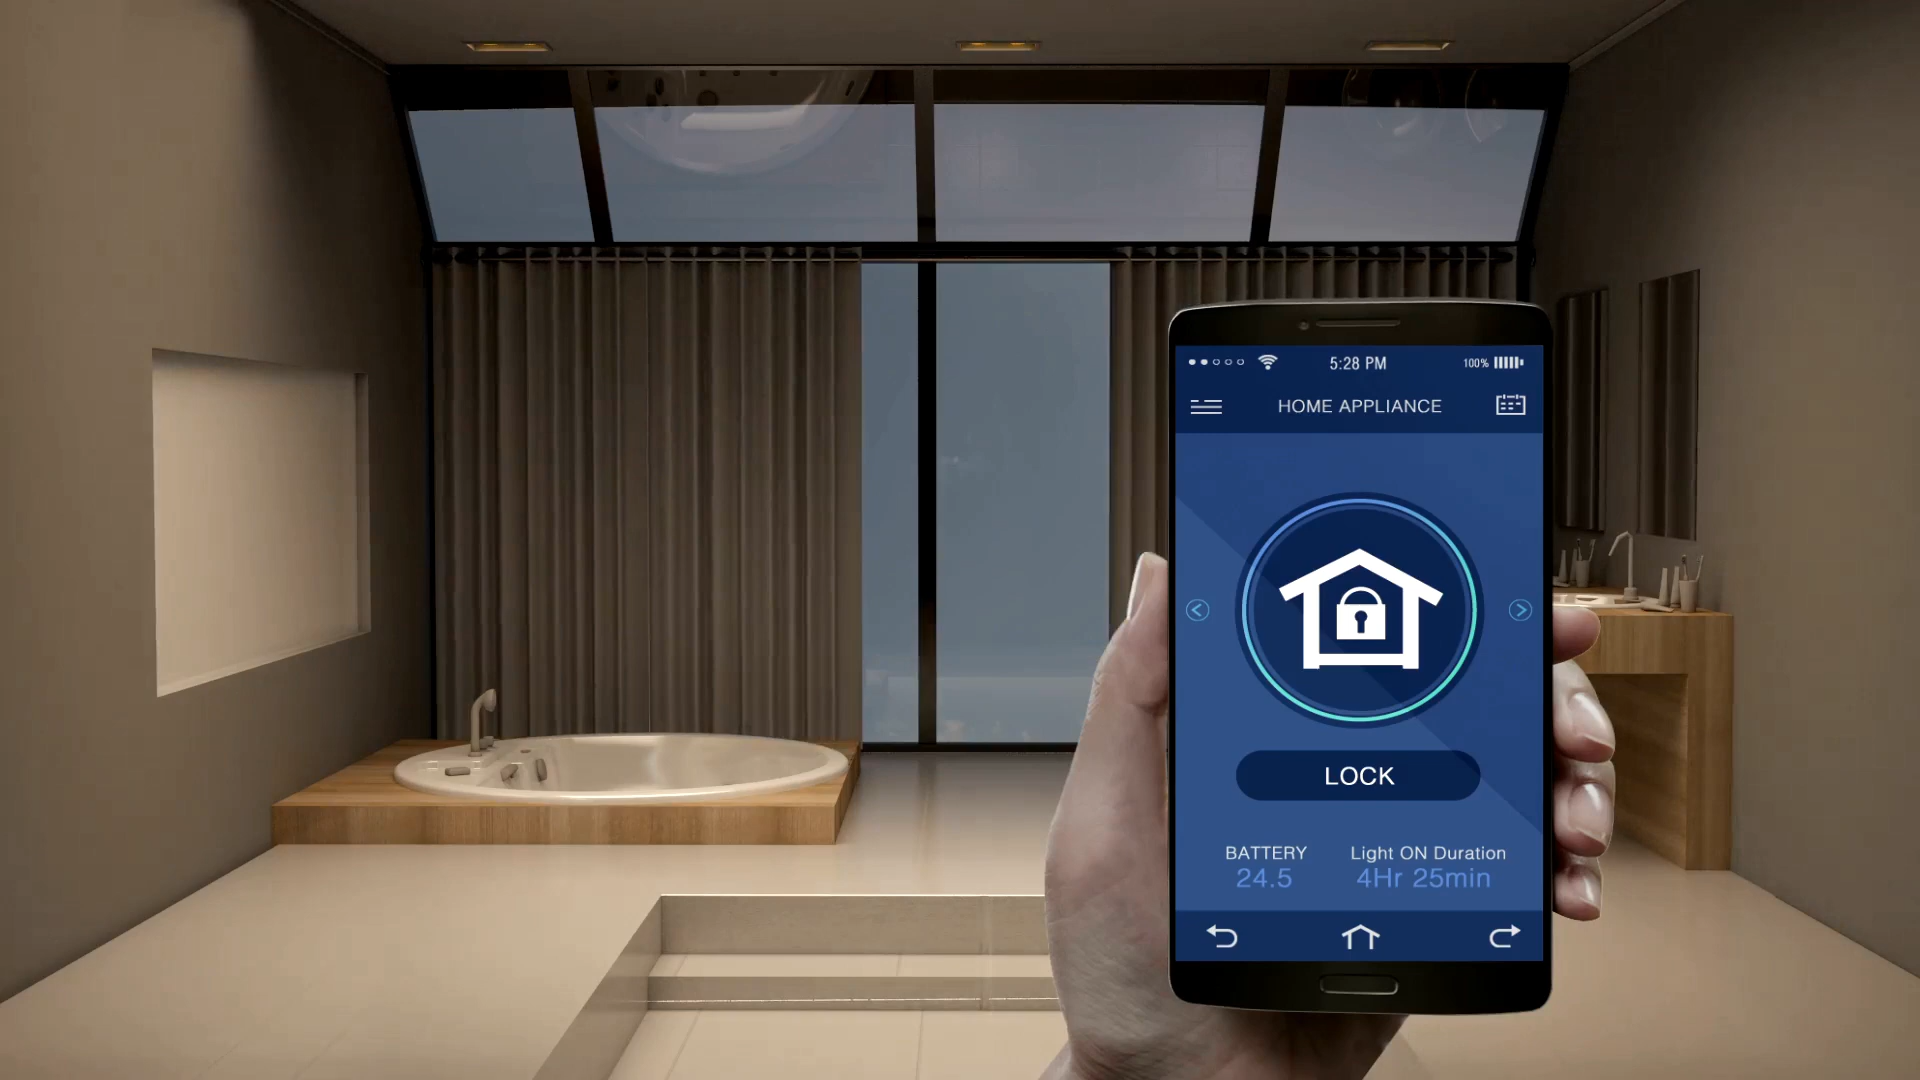 5:28 PM
100%
HOME APPLIANCE
LOCK
BATTERY
Light ON Duration
24.5
4Hr 25min